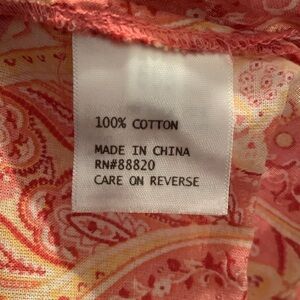 100% COTTON
MADE IN CHINA
RN#88820
CARE ON REVERSE